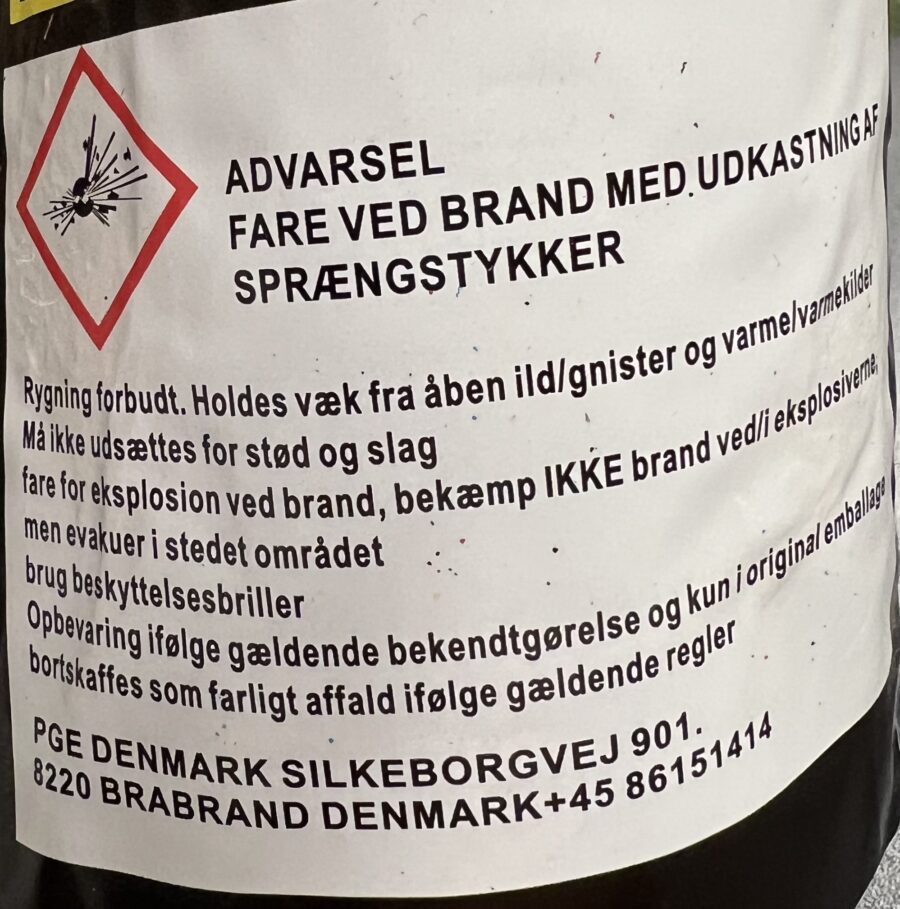 ADVARSEL
FARE VED BRAND MED UDKASTNING AF
SPRÆNGSTYKKER
Rygning forbudt. Holdes væk fra åben ild/gnister og varme/varmekilder
Må ikke udsættes for stød og slag
fare for eksplosion ved brand, bekæmp IKKE brand ved/i eksplosiverne,
men evakuer i stedet området
brug beskyttelsesbriller
Opbevaring ifølge gældende bekendtgørelse og kun i original emballage
bortskaffes som farligt affald ifølge gældende regler
PGE DENMARK SILKEBORGVEJ 901.
8220 BRABRAND DENMARK+45 86151414